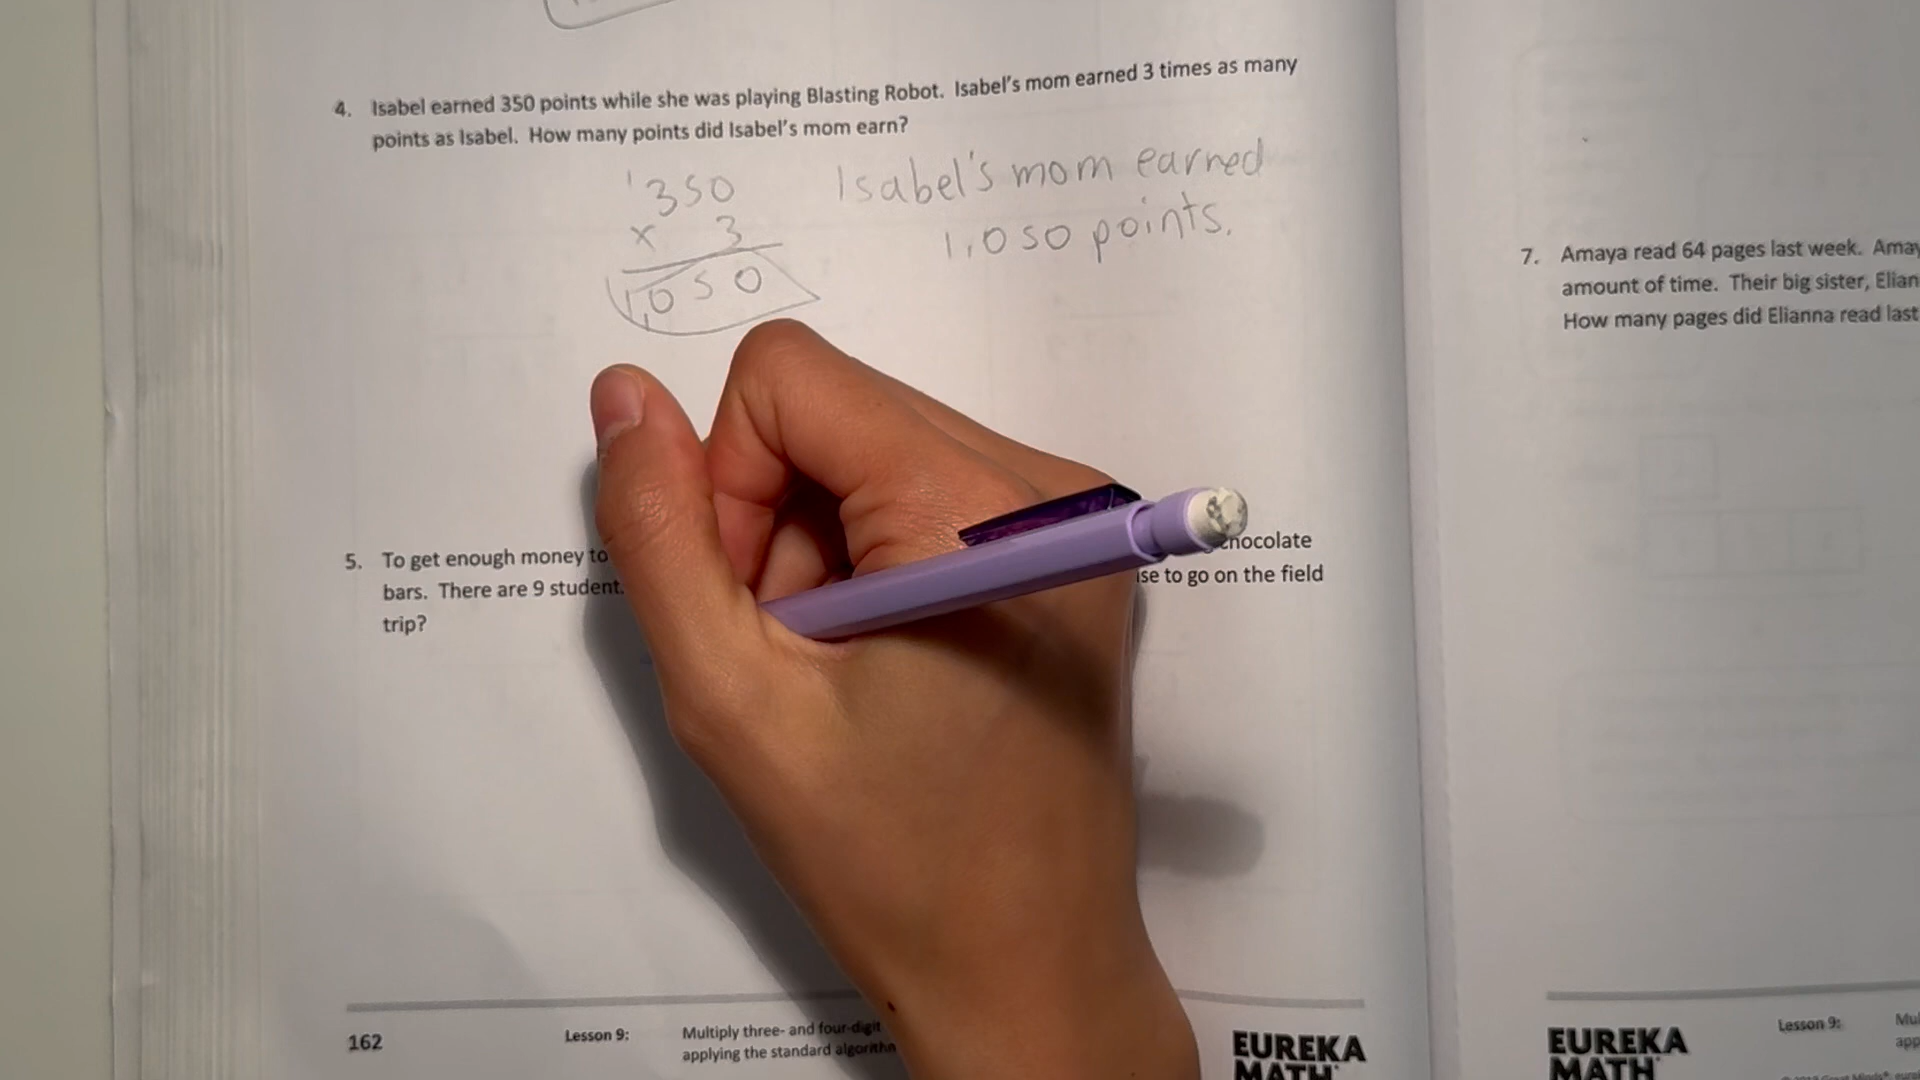 4. Isabel earned 350 points while she was playing Blasting Robot. Isabel's mom earned 3 times as many
points as Isabel. How many points did Isabel's mom earn?
1
350
x 3
1,050
Isabel's mom earned
1,050 points.
5. To get enough money to chocolate
bars. There are 9 student to go on the field
trip?
162
Lesson 9: Multiply three- and four-digit
applying the standard algorithm
EUREKA
MATH
7. Amaya read 64 pages last week.
amount of time. Their big sister,
How many pages did Elianna read last
EUREKA
MATH
Lesson 9: